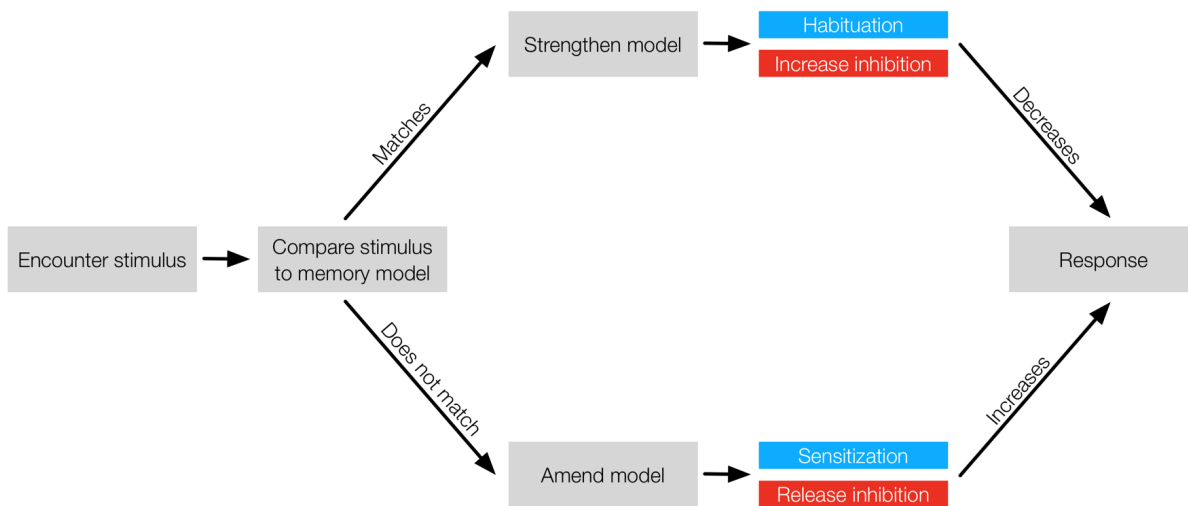 Strengthen model
Habituation
Increase inhibition
Matches
Decreases
Encounter stimulus
Compare stimulus
to memory model
Response
Does not match
Increases
Amend model
Sensitization
Release inhibition